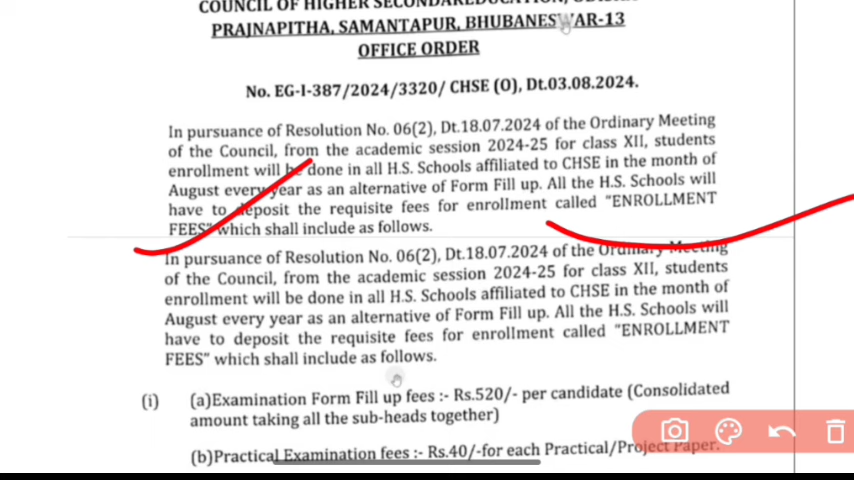 COUNCIL OF HIGHER SECONDARY EDUCATION,
PRAJNAPITHA, SAMANTAPUR, BHUBANESWAR-13
OFFICE ORDER
No. EG-I-387/2024/3320/ CHSE (O), Dt.03.08.2024.
In pursuance of Resolution No. 06(2), Dt.18.07.2024 of the Ordinary Meeting
of the Council, from the academic session 2024-25 for class XII, students
enrollment will be done in all H.S. Schools affiliated to CHSE in the month of
August every year as an alternative of Form Fill up. All the H.S. Schools will
have to deposit the requisite fees for enrollment called "ENROLLMENT
FEES" which shall include as follows.
In pursuance of Resolution No. 06(2), Dt.18.07.2024 of the Ordinary Meeting
of the Council, from the academic session 2024-25 for class XII, students
enrollment will be done in all H.S. Schools affiliated to CHSE in the month of
August every year as an alternative of Form Fill up. All the H.S. Schools will
have to deposit the requisite fees for enrollment called "ENROLLMENT
FEES" which shall include as follows.
(i) (a)Examination Form Fill up fees :- Rs.520/- per candidate (Consolidated
amount taking all the sub-heads together)
(b)Practical Examination fees :- Rs.40/-for each Practical/Project Paper.